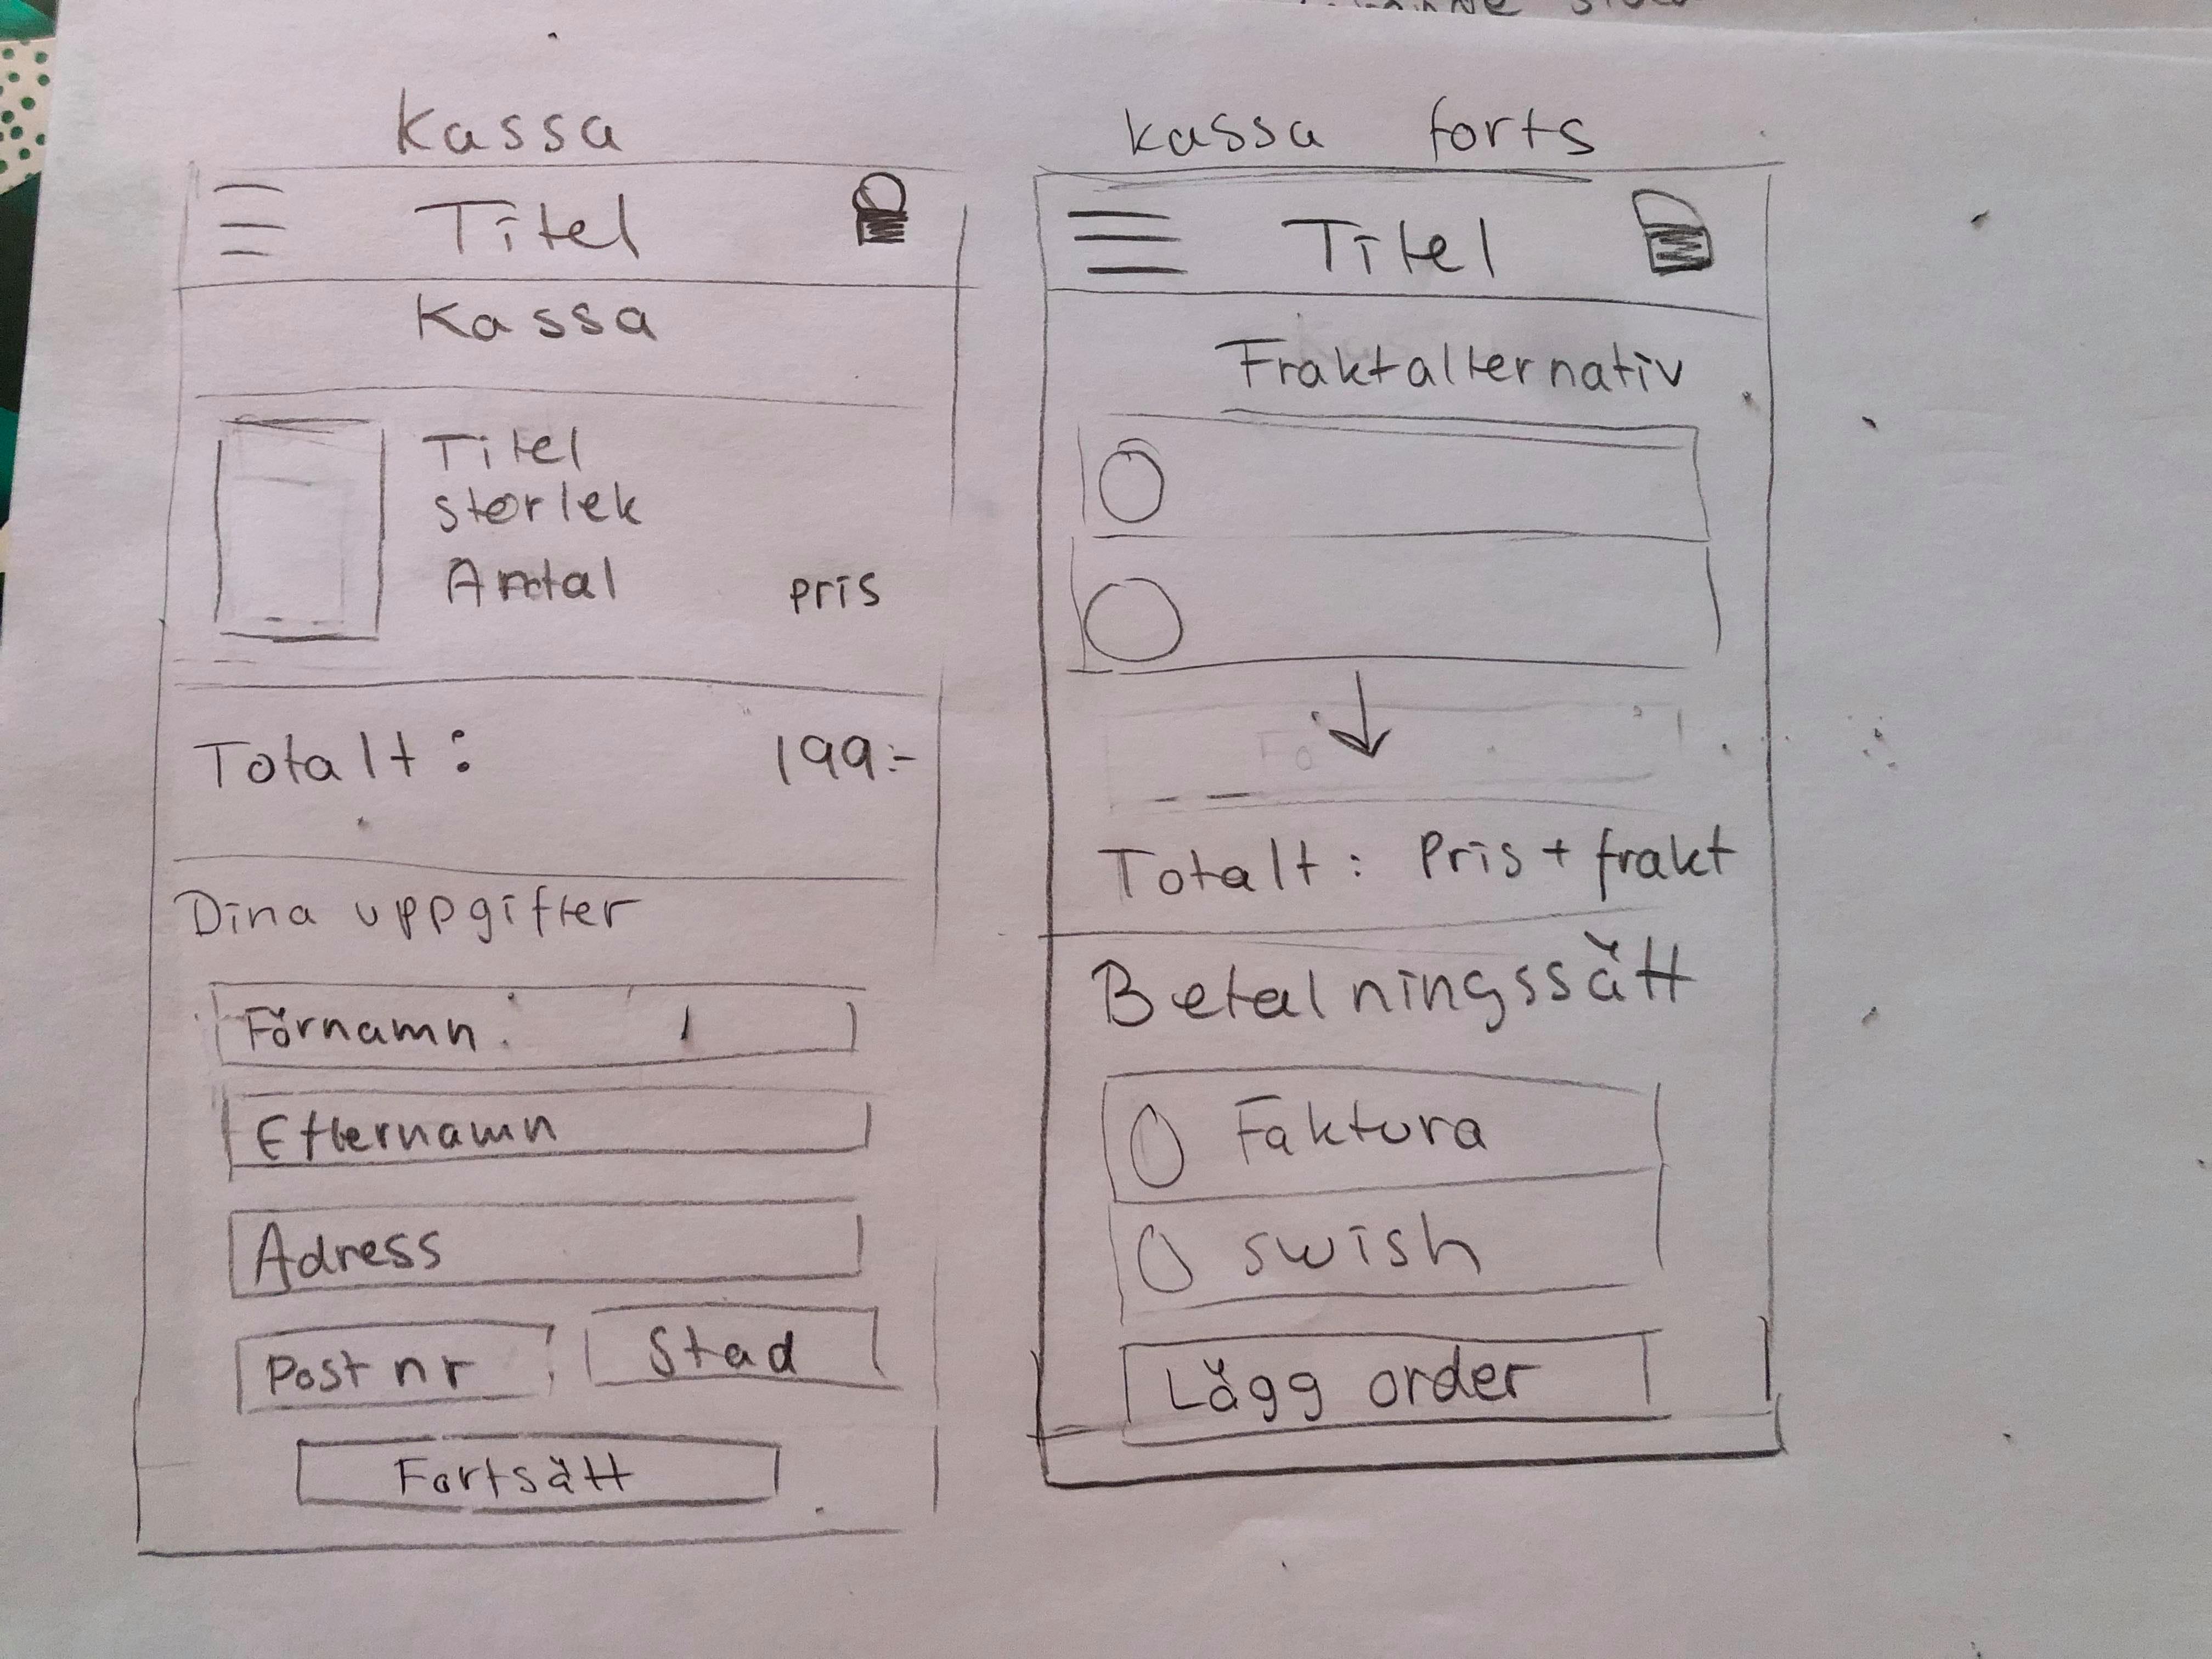 Kassa
Titel
Kassa
Titel
storlek
Antal
pris
Totalt: 199:-
Dina uppgifter
Förnamn:
Efternamn
Adress
Post nr
Stad
Fortsätt
kassa forts
Titel
Fraktalternativ
Totalt: Pris + frakt
Betalningssätt
Faktura
swish
Lägg order